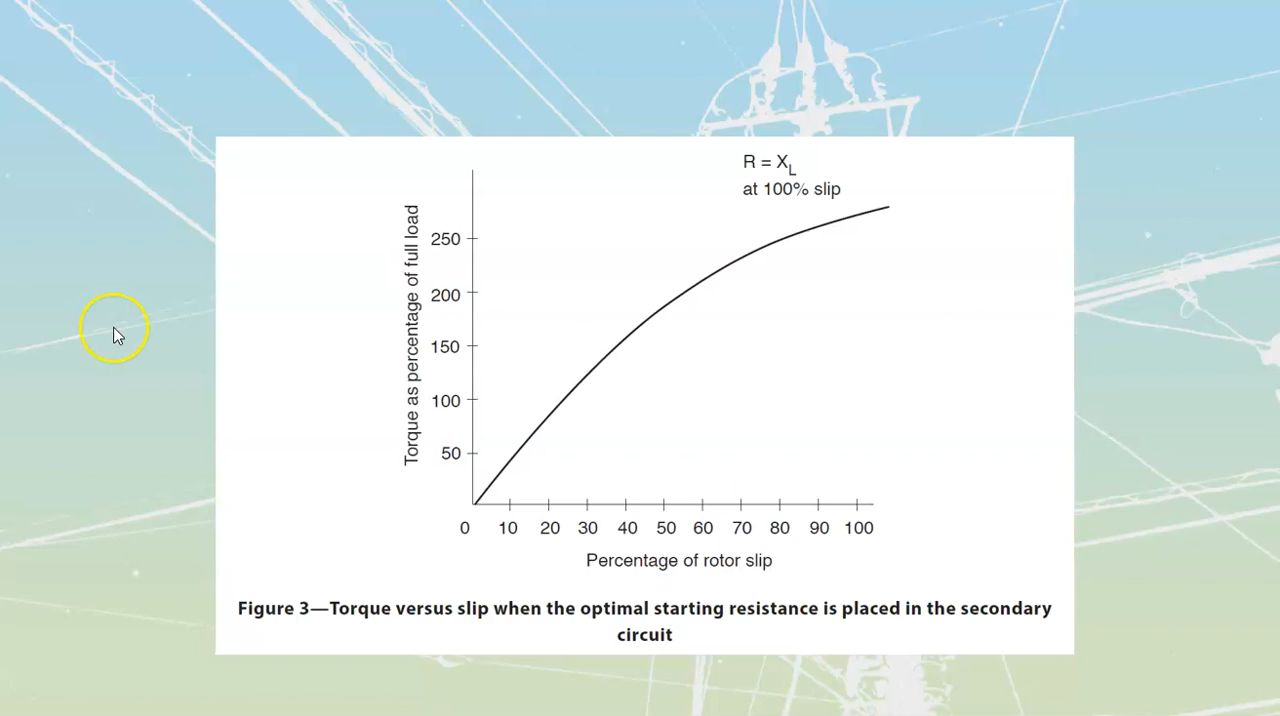 R = XL
at 100% slip
Torque as percentage of full load
250
200
150
100
50
0 10 20 30 40 50 60 70 80 90 100
Percentage of rotor slip
Figure 3—Torque versus slip when the optimal starting resistance is placed in the secondary
circuit